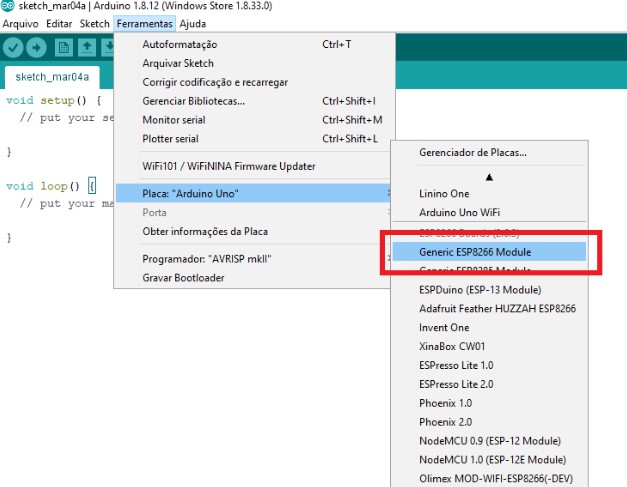 sketch_mar04a | Arduino 1.8.12 (Windows Store 1.8.33.0)
Arquivo Editar Sketch Ferramentas Ajuda
sketch_mar04a
void setup() {
// put your se
}
void loop() {
// put your ma
}
Autoformatação Ctrl+T
Arquivar Sketch
Corrigir codificação e recarregar
Gerenciar Bibliotecas... Ctrl+Shift+I
Monitor serial Ctrl+Shift+M
Plotter serial Ctrl+Shift+L
WiFi101 / WiFiNINA Firmware Updater
Placa: "Arduino Uno"
Porta
Obter informações da Placa
Programador: "AVRISP mkII"
Gravar Bootloader
Gerenciador de Placas...
Linino One
Arduino Uno WiFi
Generic ESP8266 Module
Generic ESP8285 Module
ESPDuino (ESP-13 Module)
Adafruit Feather HUZZAH ESP8266
Invent One
XinaBox CW01
ESPresso Lite 1.0
ESPresso Lite 2.0
Phoenix 1.0
Phoenix 2.0
NodeMCU 0.9 (ESP-12 Module)
NodeMCU 1.0 (ESP-12E Module)
Olimex MOD-WIFI-ESP8266(-DEV)